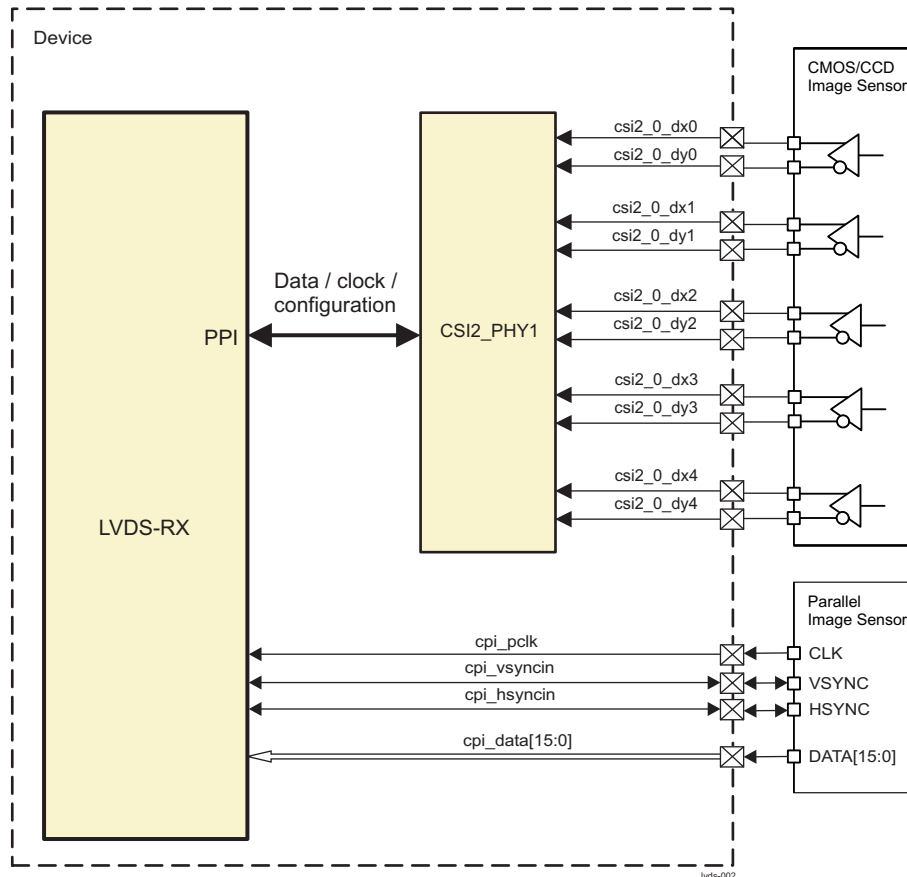 Device
CMOS/CCD
Image Sensor
csi2_0_dx0
csi2_0_dy0
csi2_0_dx1
csi2_0_dy1
Data / clock /
configuration
csi2_0_dx2
PPI
CSI2_PHY1
csi2_0_dy2
csi2_0_dx3
csi2_0_dy3
csi2_0_dx4
csi2_0_dy4
LVDS-RX
Parallel
Image Sensor
cpi_pclk
CLK
cpi_vsyncin
VSYNC
cpi_hsyncin
HSYNC
cpi_data[15:0]
DATA[15:0]
lvds-002